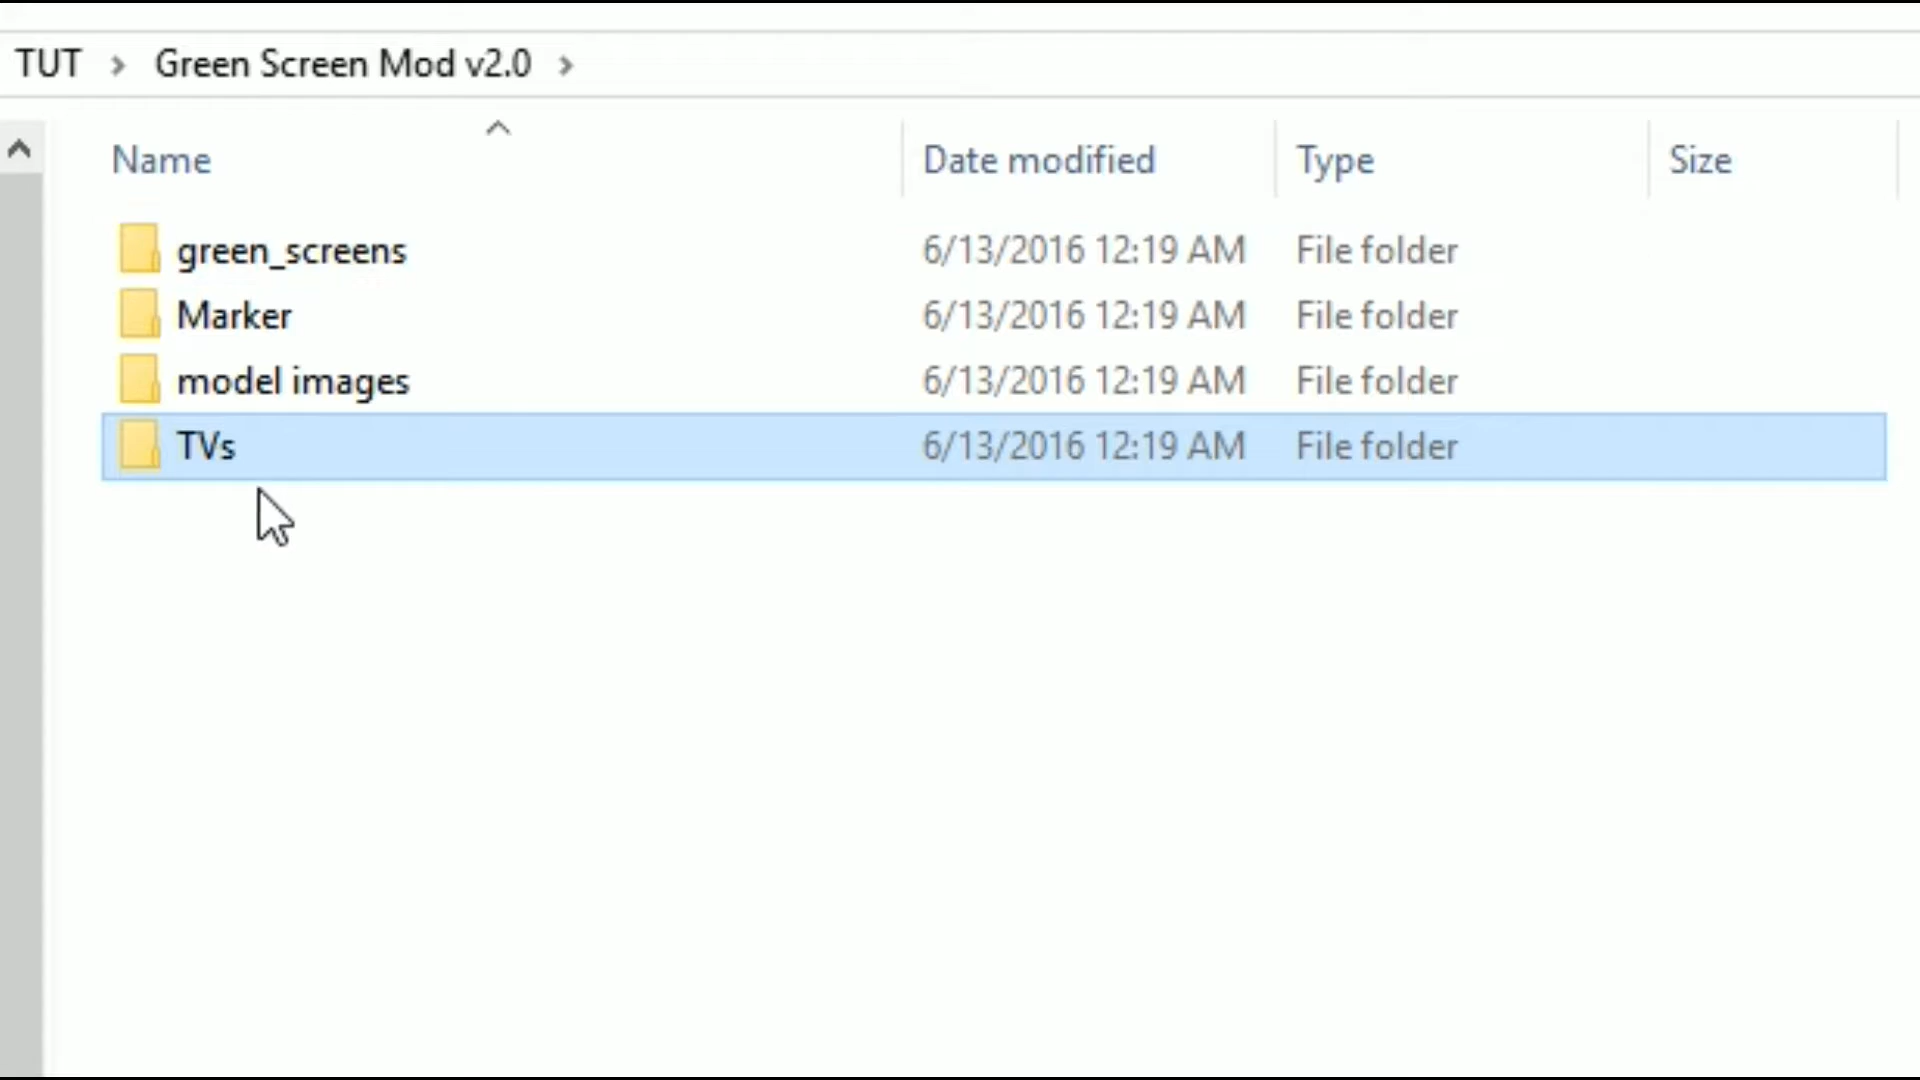 TUT > Green Screen Mod v2.0 >
Name Date modified Type Size
green_screens 6/13/2016 12:19 AM File folder
Marker 6/13/2016 12:19 AM File folder
model images 6/13/2016 12:19 AM File folder
TVs 6/13/2016 12:19 AM File folder